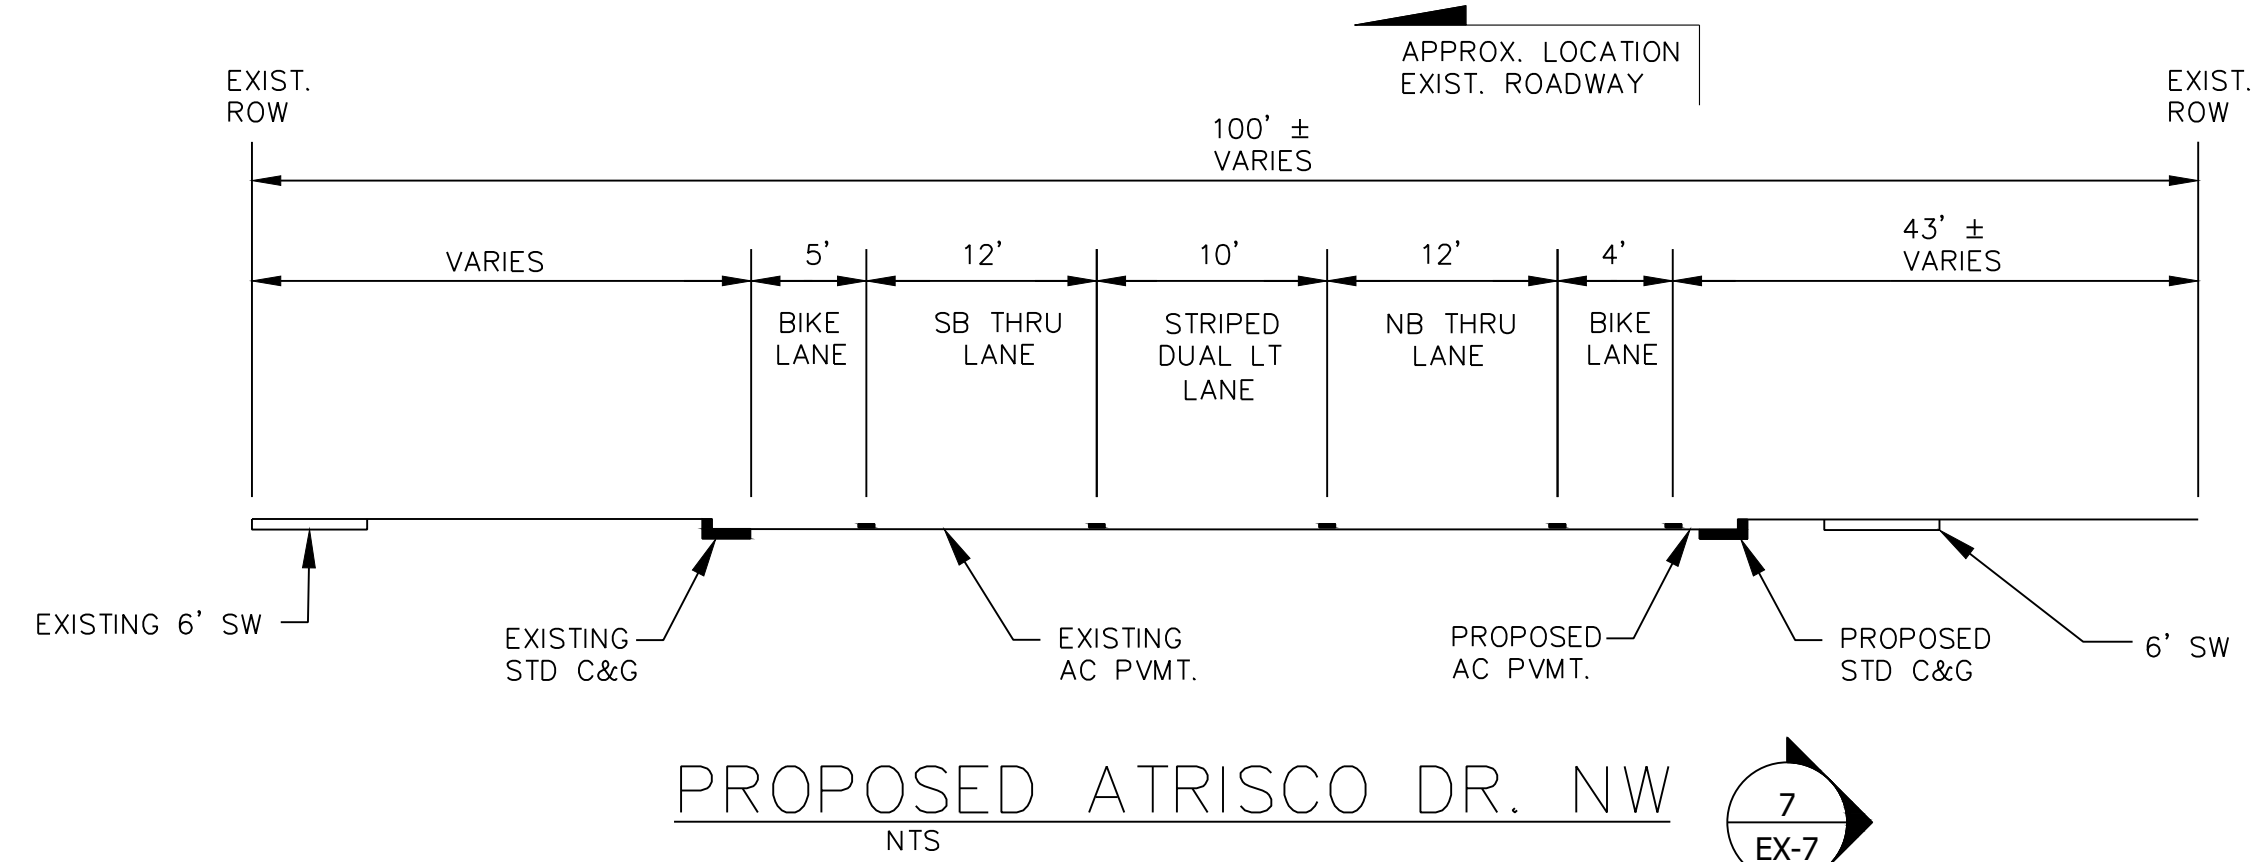 APPROX. LOCATION
EXIST. ROADWAY
EXIST.
ROW
EXIST.
ROW
100' ±
VARIES
VARIES
5'
12'
10'
12'
4'
43' ±
VARIES
BIKE
LANE
SB THRU
LANE
STRIPED
DUAL LT
LANE
NB THRU
LANE
BIKE
LANE
EXISTING 6' SW
EXISTING
STD C&G
EXISTING
AC PVMT.
PROPOSED
AC PVMT.
PROPOSED
STD C&G
6' SW
PROPOSED ATRISCO DR. NW
NTS
7
EX-7